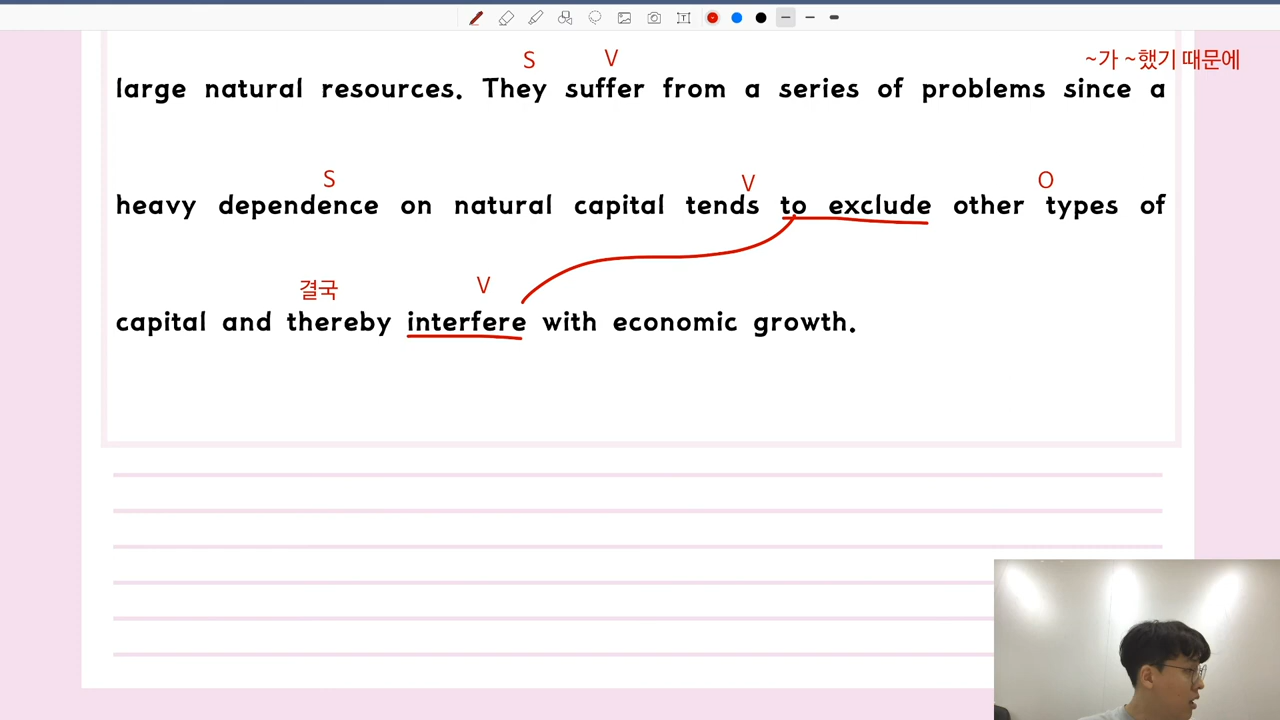 S V ~가 ~했기 때문에
large natural resources. They suffer from a series of problems since a
S V O
heavy dependence on natural capital tends to exclude other types of
결국 V
capital and thereby interfere with economic growth.